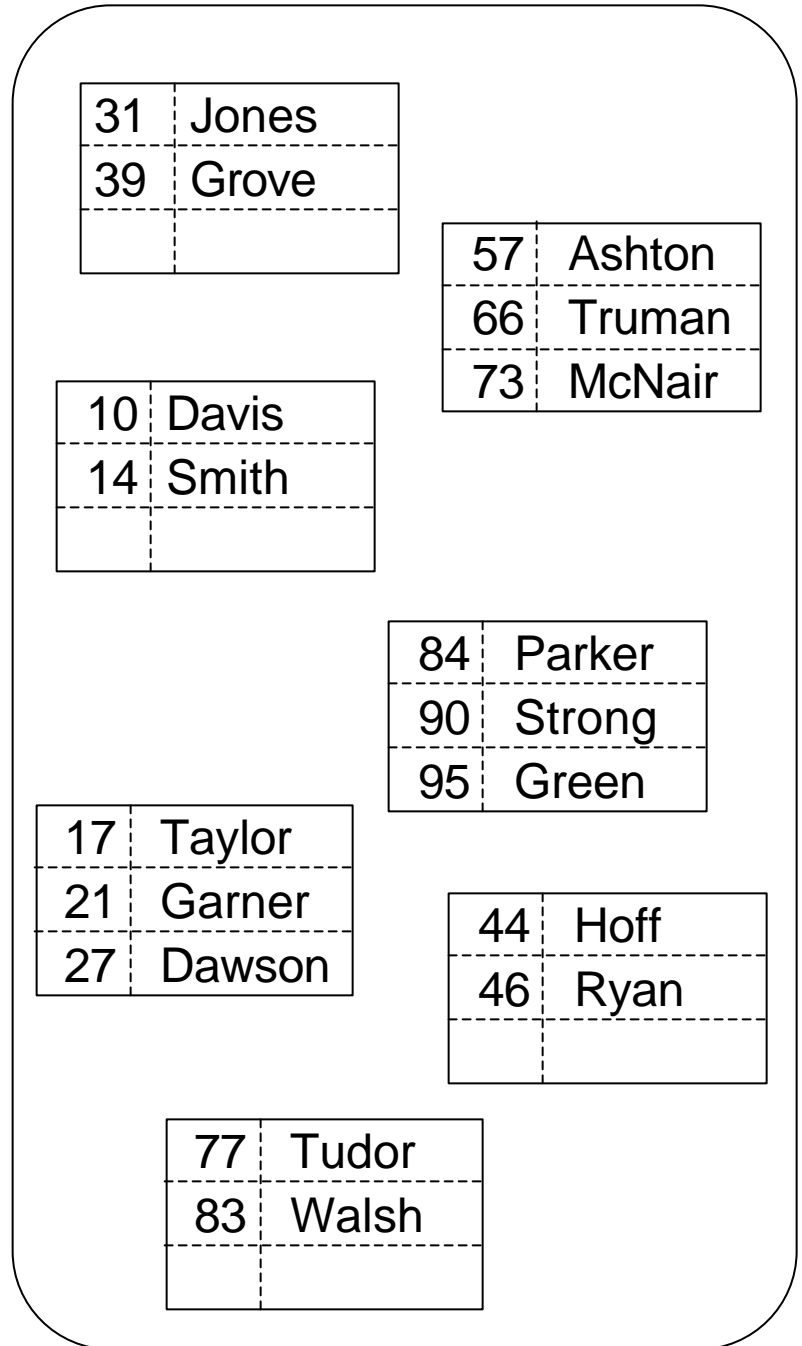 31 Jones
39 Grove
57 Ashton
66 Truman
73 McNair
10 Davis
14 Smith
84 Parker
90 Strong
95 Green
17 Taylor
21 Garner
27 Dawson
44 Hoff
46 Ryan
77 Tudor
83 Walsh